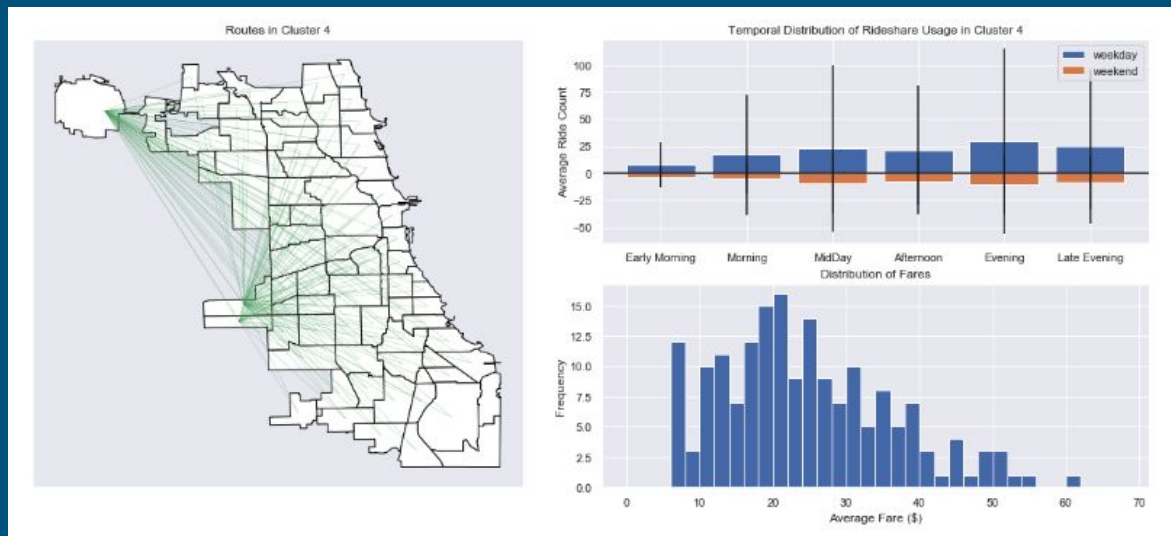 Routes in Cluster 4
Temporal Distribution of Rideshare Usage in Cluster 4
weekday
weekend
Average Ride Count
100
75
50
25
0
−25
−50
Early Morning Morning MidDay Afternoon Evening Late Evening
Distribution of Fares
Frequency
15.0
12.5
10.0
7.5
5.0
2.5
0.0
0 10 20 30 40 50 60 70
Average Fare ($)